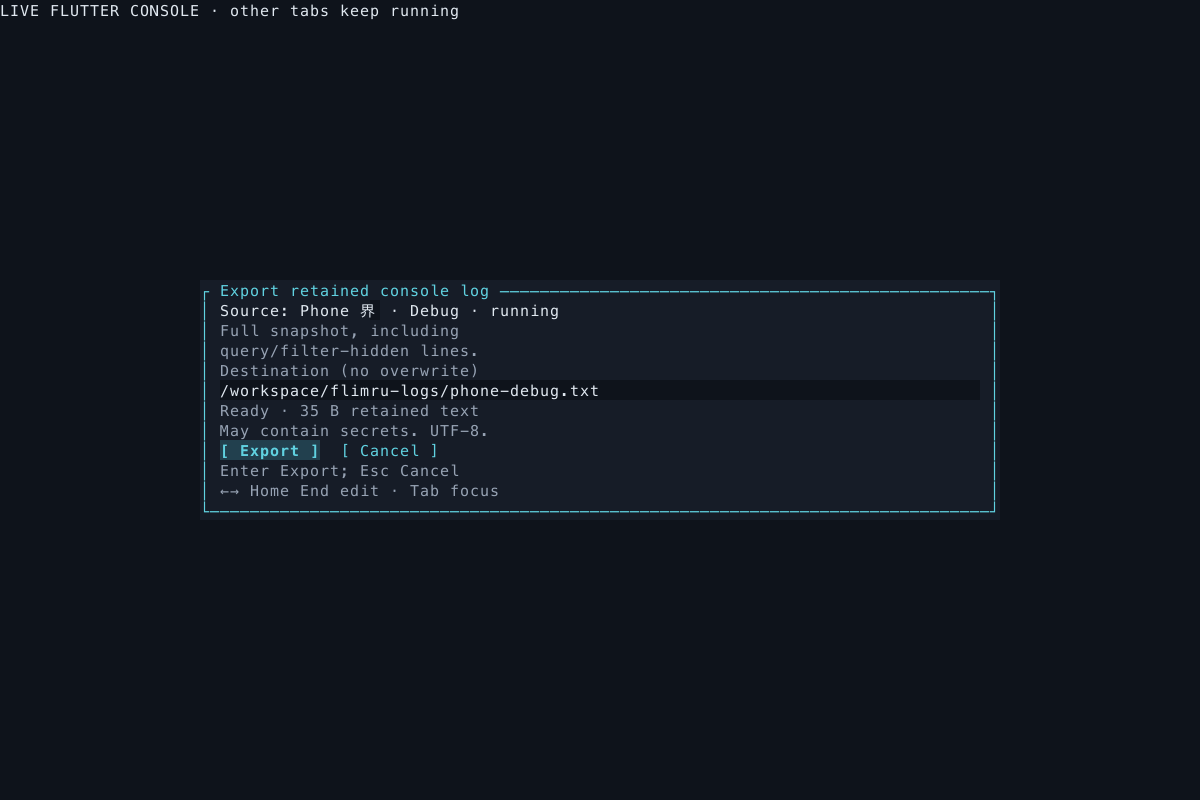 LIVE FLUTTER CONSOLE · other tabs keep running
Export retained console log
Source: Phone 界 · Debug · running
Full snapshot, including
query/filter-hidden lines.
Destination (no overwrite)
/workspace/flimru-logs/phone-debug.txt
Ready · 35 B retained text
May contain secrets. UTF-8.
[ Export ]  [ Cancel ]
Enter Export; Esc Cancel
←→ Home End edit · Tab focus